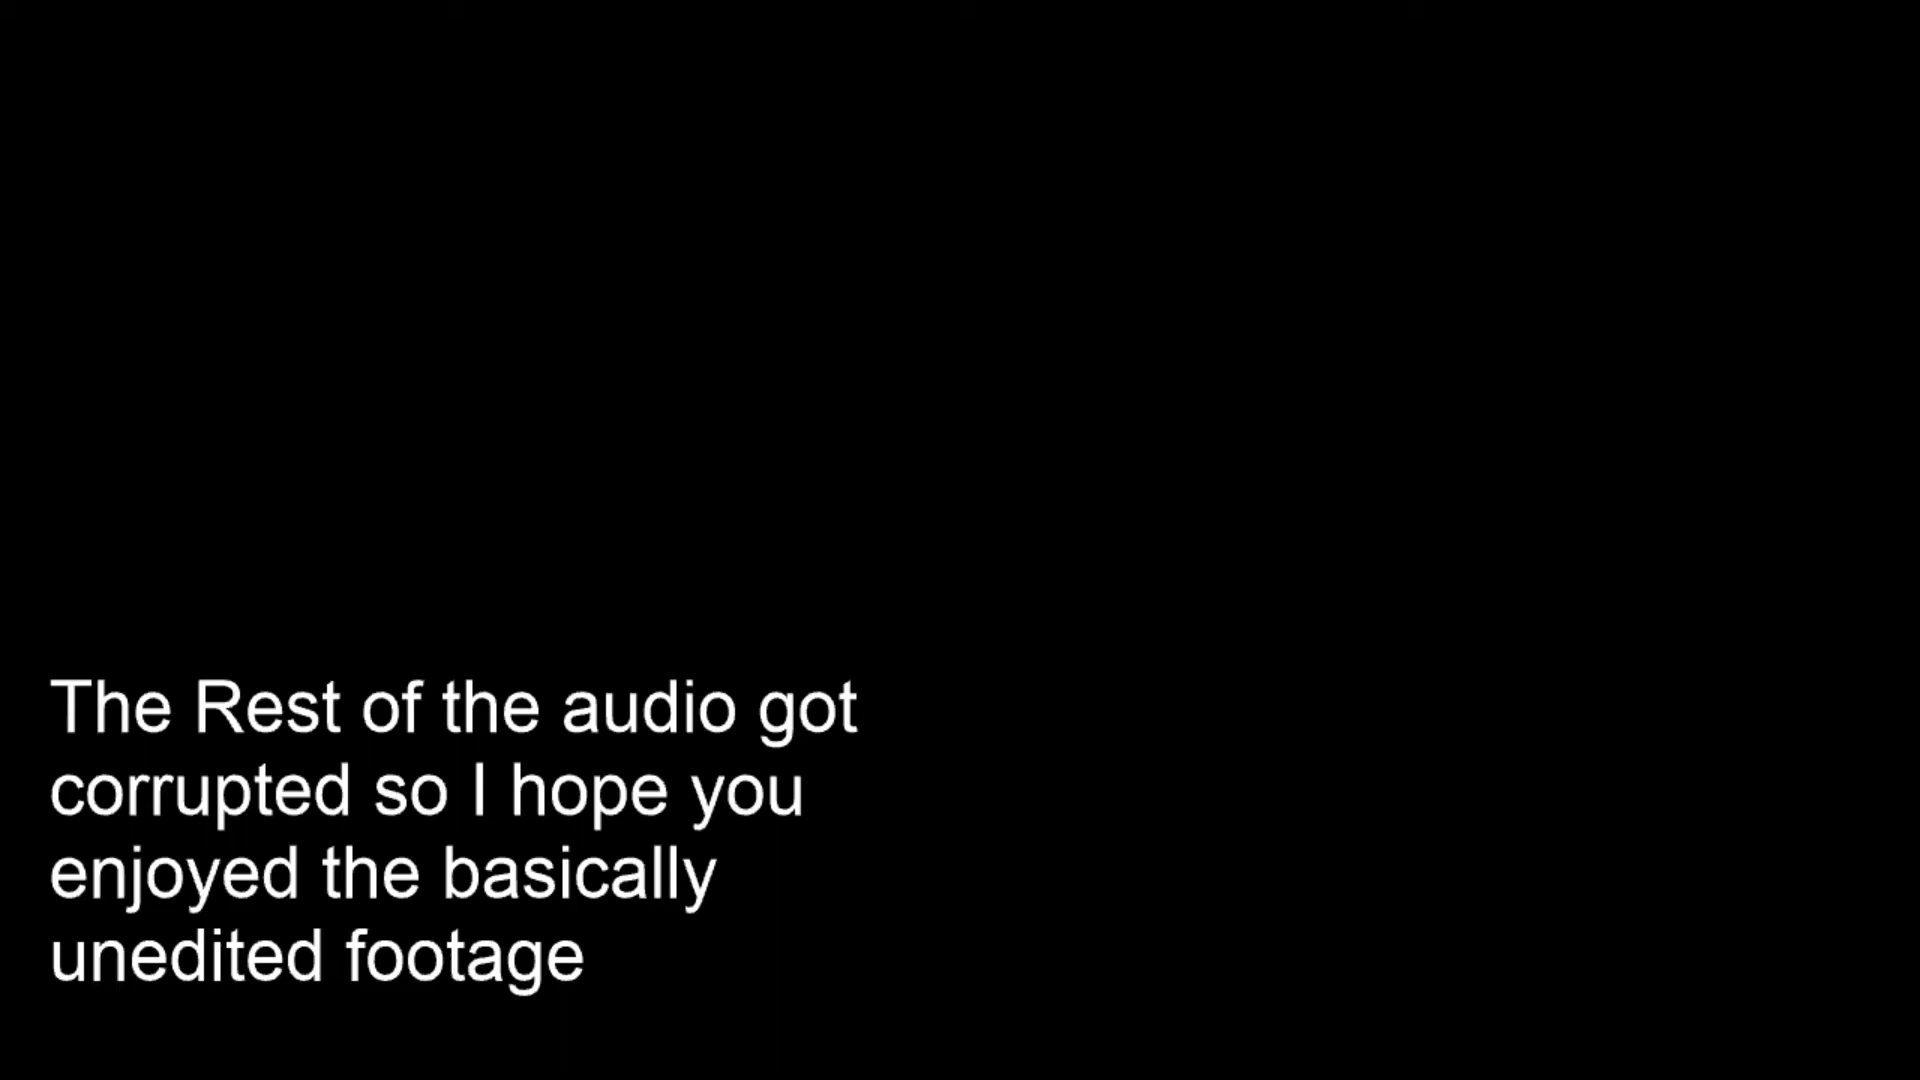 The Rest of the audio got
corrupted so I hope you
enjoyed the basically
unedited footage